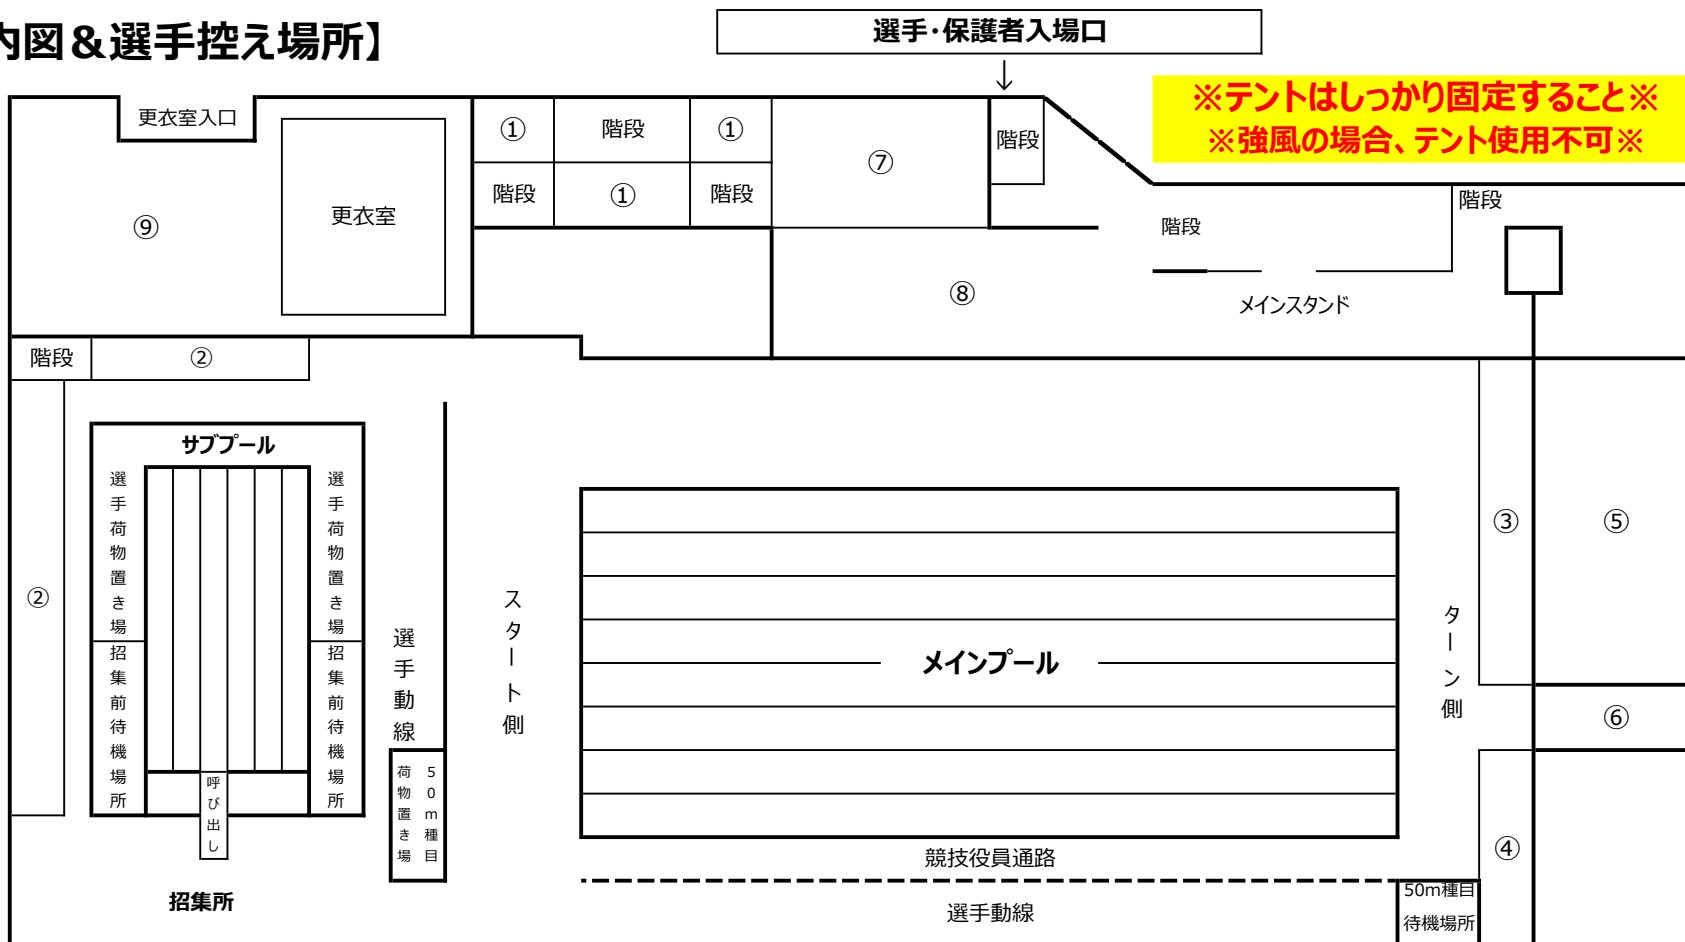 内図＆選手控え場所】
選手・保護者入場口
↓
※テントはしっかり固定すること※
※強風の場合、テント使用不可※
更衣室入口
①
階段
①
階段
⑦
階段
①
階段
階段
階段
⑨
更衣室
⑧
メインスタンド
階段
②
サブプール
選手荷物置き場
選手荷物置き場
②
招集前待機場所
招集前待機場所
呼び出し
選手動線
50m種目
荷物置き場
スタート側
メインプール
ターン側
③
⑤
⑥
④
競技役員通路
招集所
選手動線
50m種目
待機場所